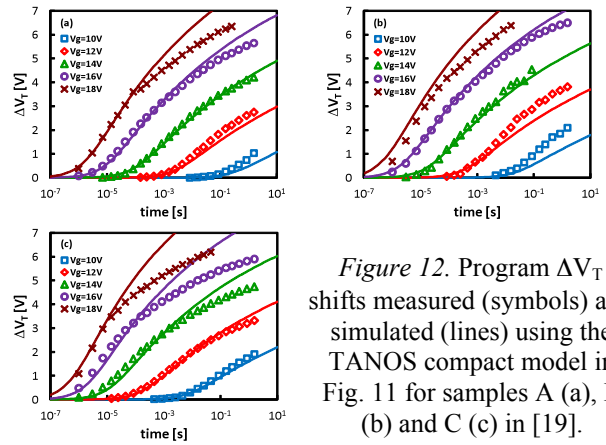 (a)
Vg=10V
Vg=12V
Vg=14V
Vg=16V
Vg=18V
7
6
5
4
3
2
1
0
ΔV_T [V]
10^-7 10^-5 10^-3 10^-1 10^1
time [s]
(b)
Vg=10V
Vg=12V
Vg=14V
Vg=16V
Vg=18V
7
6
5
4
3
2
1
0
ΔV_T [V]
10^-7 10^-5 10^-3 10^-1 10^1
time [s]
(c)
Vg=10V
Vg=12V
Vg=14V
Vg=16V
Vg=18V
7
6
5
4
3
2
1
0
ΔV_T [V]
10^-7 10^-5 10^-3 10^-1 10^1
time [s]
Figure 12. Program ΔV_T
shifts measured (symbols)
simulated (lines) using the
TANOS compact model in
Fig. 11 for samples A (a),
(b) and C (c) in [19].